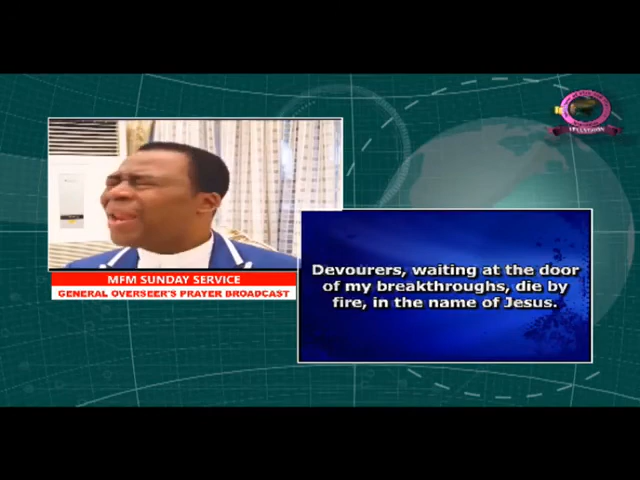 MFM SUNDAY SERVICE
GENERAL OVERSEER'S PRAYER BROADCAST
Devourers, waiting at the door
of my breakthroughs, die by
fire, in the name of Jesus.